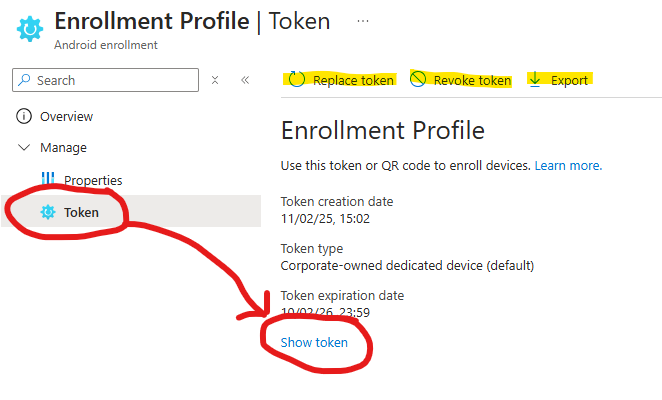 Enrollment Profile | Token ...
Android enrollment
Search
Replace token Revoke token Export
Overview
Manage
Properties
Token
Enrollment Profile
Use this token or QR code to enroll devices. Learn more.
Token creation date
11/02/25, 15:02
Token type
Corporate-owned dedicated device (default)
Token expiration date
10/02/26, 23:59
Show token